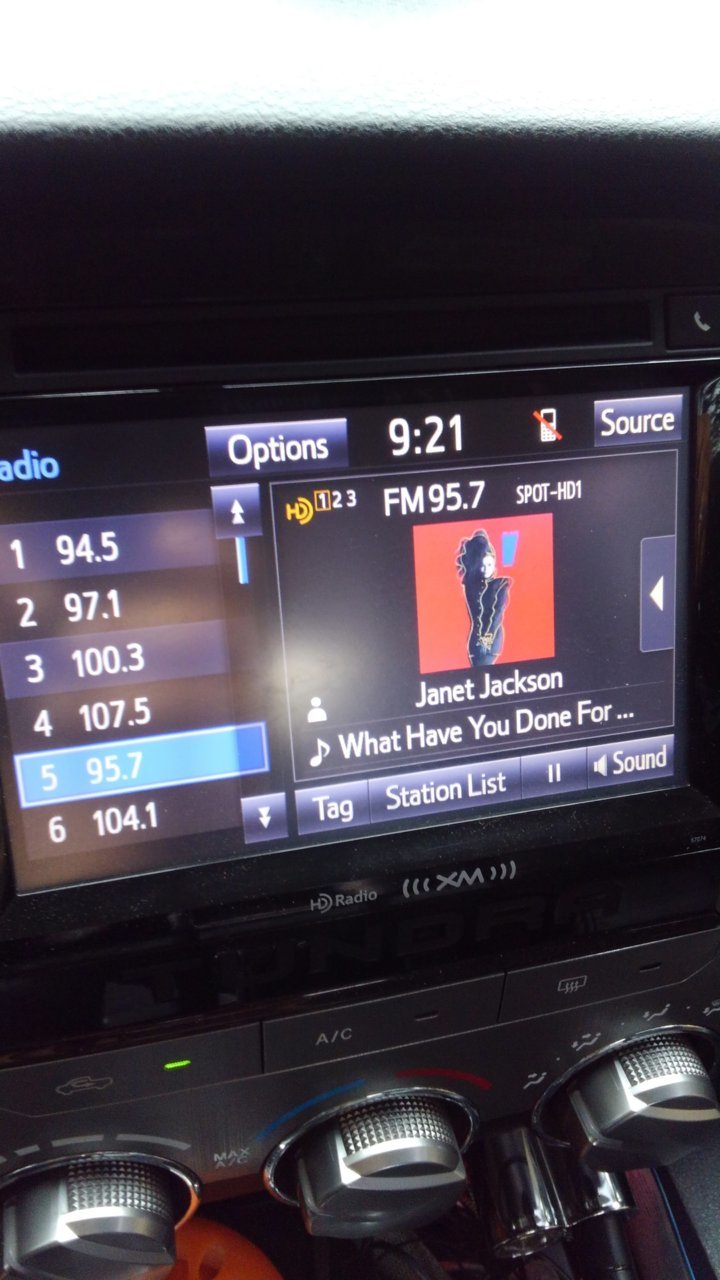 adio
Options
9:21
Source
HD 1 2 3
FM 95.7
SPOT-HD1
1 94.5
2 97.1
3 100.3
4 107.5
5 95.7
6 104.1
Janet Jackson
What Have You Done For ...
Tag
Station List
Sound
HD Radio
(((XM)))
TUNDRA
A/C
MAX
A/C